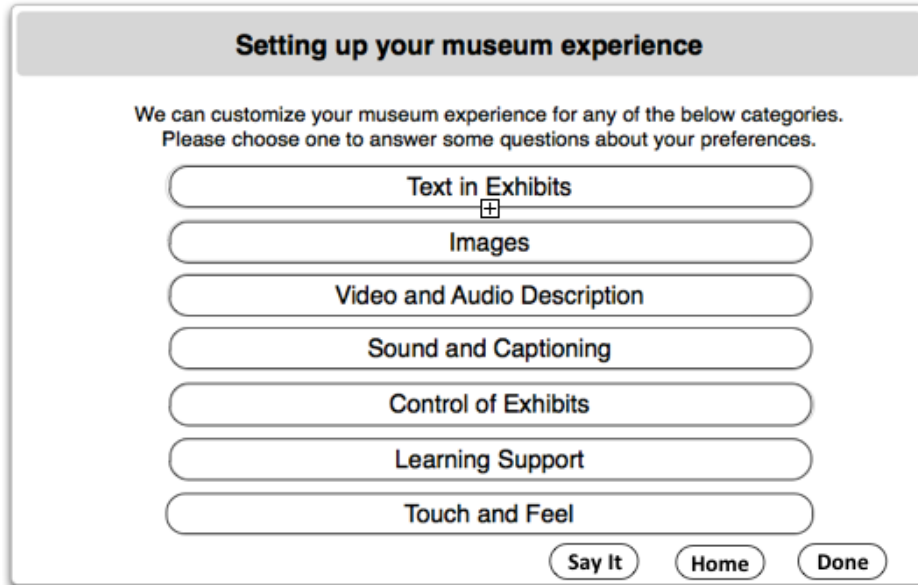 Setting up your museum experience
We can customize your museum experience for any of the below categories.
Please choose one to answer some questions about your preferences.
Text in Exhibits
Images
Video and Audio Description
Sound and Captioning
Control of Exhibits
Learning Support
Touch and Feel
Say It Home Done